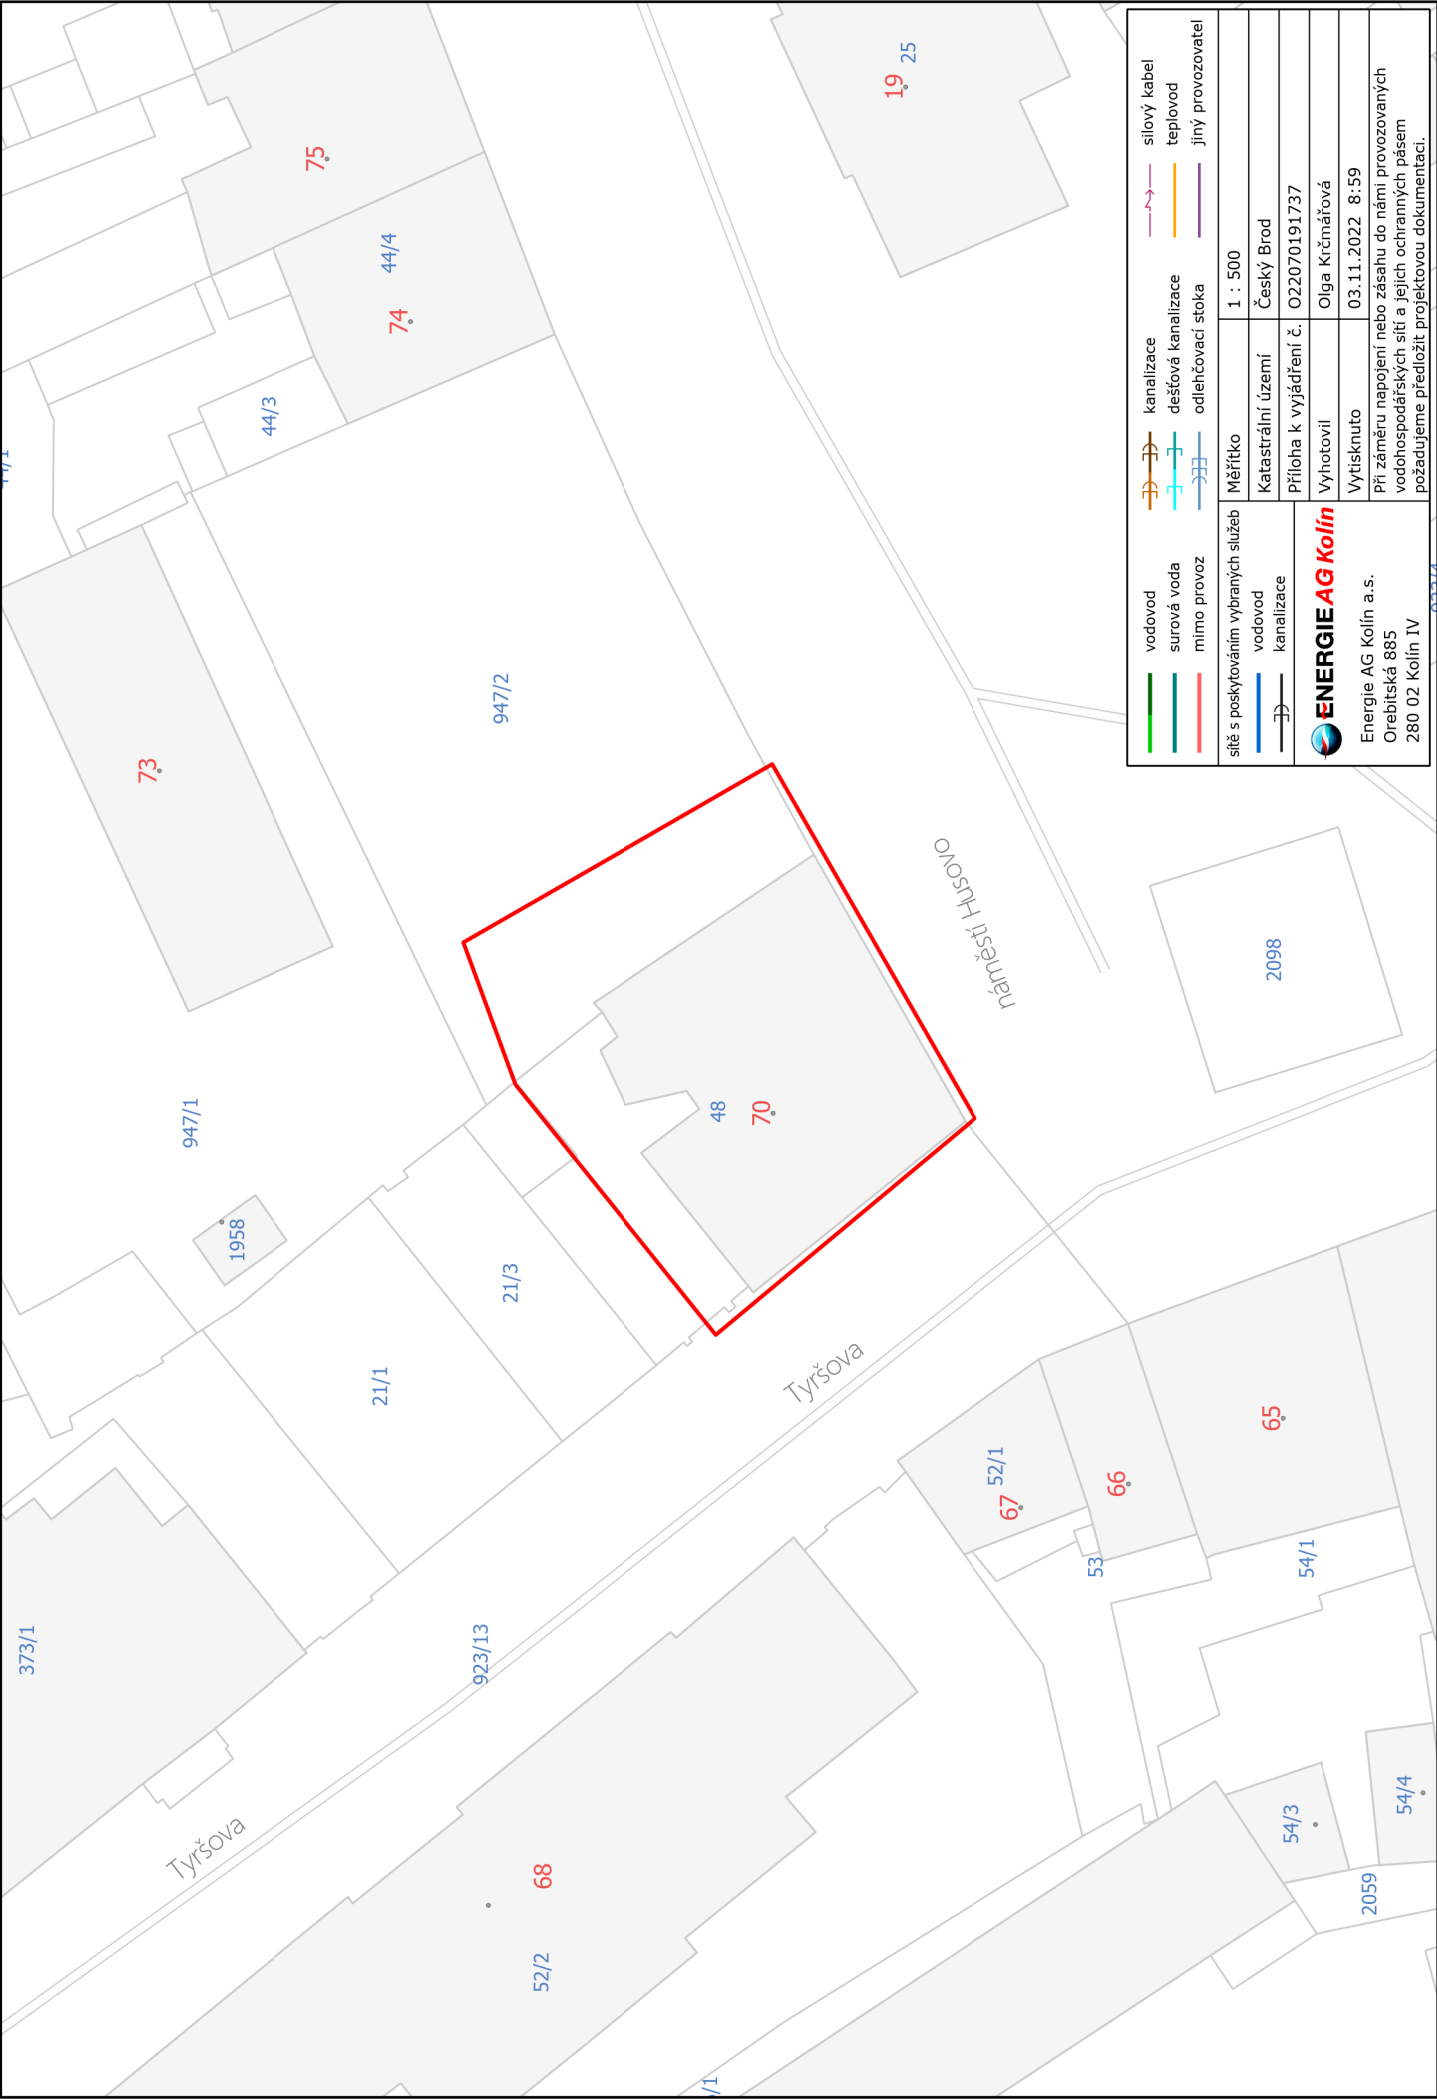 75
44/4
74
44/3
73
947/2
947/1
1958
21/3
21/1
373/1
48
70
19
25
náměstí Husovo
2098
Tyršova
923/13
Tyršova
68
52/2
52/1
67
66
65
53
54/1
54/3
54/4
2059
vodovod
surová voda
mimo provoz
kanalizace
dešťová kanalizace
odlehčovací stoka
silový kabel
teplovod
jiný provozovatel
sítě s poskytováním vybraných služeb
vodovod
kanalizace
ENERGIE AG Kolín
Energie AG Kolín a.s.
Orebitská 885
280 02 Kolín IV
Měřítko 1 : 500
Katastrální území Český Brod
Příloha k vyjádření č. O22070191737
Vyhotovil Olga Krčmářová
Vytisknuto 03.11.2022 8:59
Při záměru napojení nebo zásahu do námi provozovaných
vodohospodářských sítí a jejich ochranných pásem
požadujeme předložit projektovou dokumentaci.